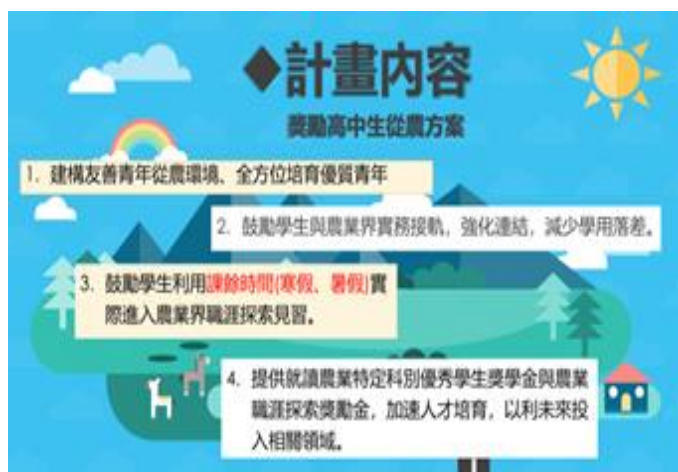 ◆計畫內容
獎勵高中生從農方案
1. 建構友善青年從農環境、全方位培育優質青年
2. 鼓勵學生與農業界實務接軌，強化連結，減少學用落差。
3. 鼓勵學生利用課餘時間(寒假、暑假)實
際進入農業界職涯探索見習。
4. 提供就讀農業特定科別優秀學生獎學金與農業
職涯探索獎勵金，加速人才培育，以利未來投
入相關領域。